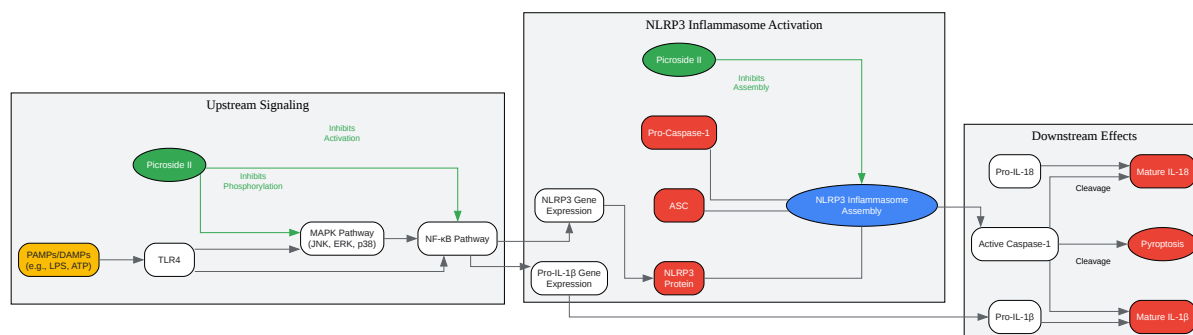 Upstream Signaling
Inhibits
Activation
Picroside II
Inhibits
Phosphorylation
PAMPs/DAMPs
(e.g., LPS, ATP)
TLR4
MAPK Pathway
(JNK, ERK, p38)
NF-κB Pathway
NLRP3 Inflammasome Activation
Picroside II
Inhibits
Assembly
Pro-Caspase-1
NLRP3 Gene
Expression
ASC
NLRP3 Inflammasome
Assembly
Pro-IL-1β Gene
Expression
NLRP3
Protein
Downstream Effects
Pro-IL-18
Mature IL-18
Cleavage
Active Caspase-1
Pyroptosis
Cleavage
Pro-IL-1β
Mature IL-1β